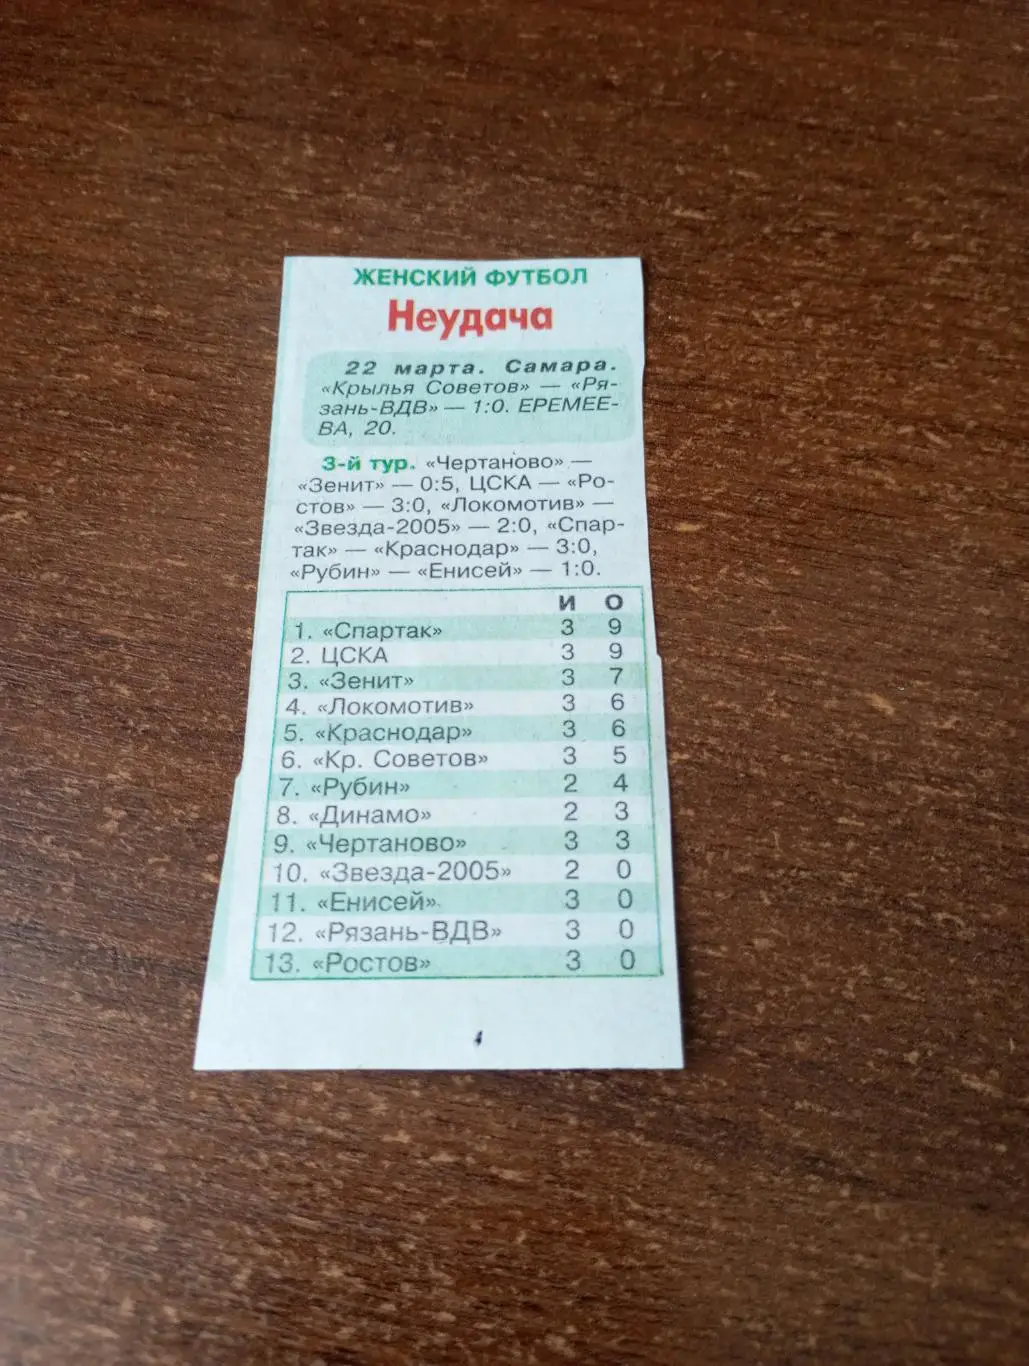 ЖЕНСКИЙ ФУТБОЛ
Неудача
22 марта. Самара.
«Крылья Советов» — «Ря-
зань-ВДВ» — 1:0. ЕРЕМЕЕ-
ВА, 20.
3-й тур. «Чертаново» —
«Зенит» — 0:5, ЦСКА — «Ро-
стов» — 3:0, «Локомотив» —
«Звезда-2005» — 2:0, «Спар-
так» — «Краснодар» — 3:0,
«Рубин» — «Енисей» — 1:0.
И О
1. «Спартак» 3 9
2. ЦСКА 3 9
3. «Зенит» 3 7
4. «Локомотив» 3 6
5. «Краснодар» 3 6
6. «Кр. Советов» 3 5
7. «Рубин» 2 4
8. «Динамо» 2 3
9. «Чертаново» 3 3
10. «Звезда-2005» 2 0
11. «Енисей» 3 0
12. «Рязань-ВДВ» 3 0
13. «Ростов» 3 0